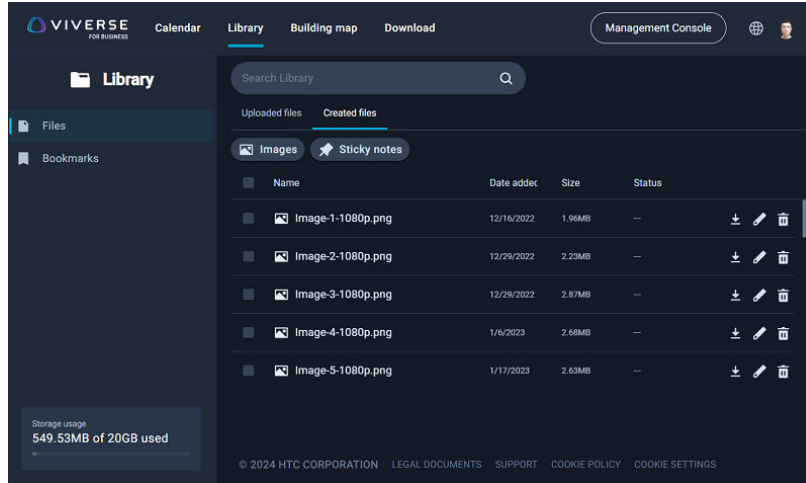 VIVERSE
FOR BUSINESS
Calendar
Library
Building map
Download
Management Console
Library
Files
Bookmarks
Storage usage
549.53MB of 20GB used
Search Library
Uploaded files
Created files
Images
Sticky notes
Name Date addec Size Status
Image-1-1080p.png 12/16/2022 1.96MB —
Image-2-1080p.png 12/29/2022 2.23MB —
Image-3-1080p.png 12/29/2022 2.87MB —
Image-4-1080p.png 1/6/2023 2.68MB —
Image-5-1080p.png 1/17/2023 2.63MB —
© 2024 HTC CORPORATION LEGAL DOCUMENTS SUPPORT COOKIE POLICY COOKIE SETTINGS